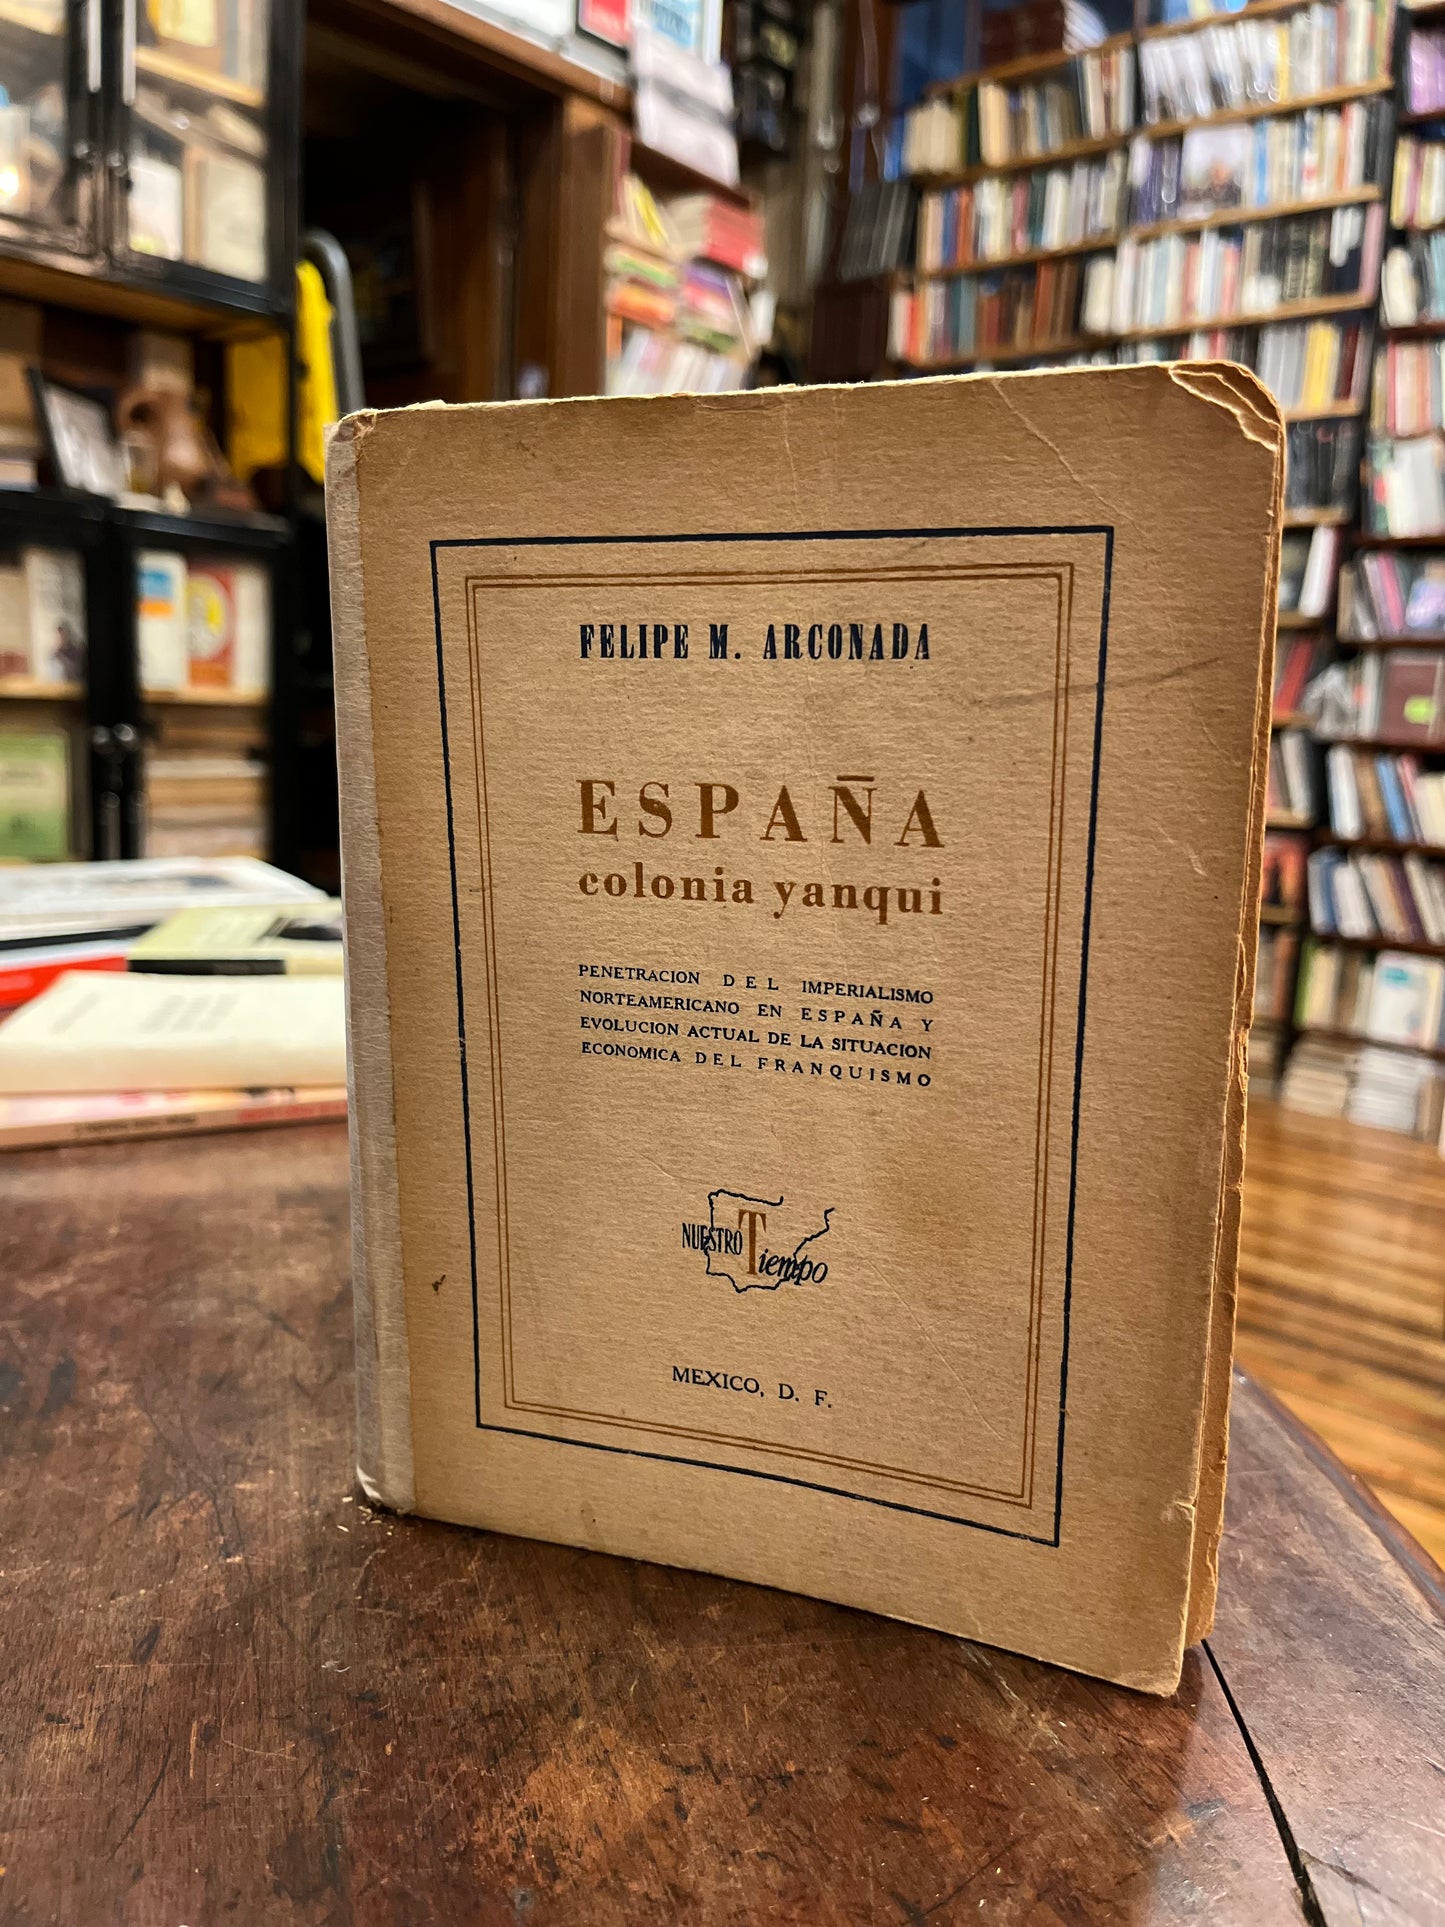 FELIPE M. ARCONADA
ESPAÑA
colonia yanqui
PENETRACION DEL IMPERIALISMO
NORTEAMERICANO EN ESPAÑA Y
EVOLUCION ACTUAL DE LA SITUACION
ECONOMICA DEL FRANQUISMO
NUESTRO Tiempo
MEXICO, D. F.